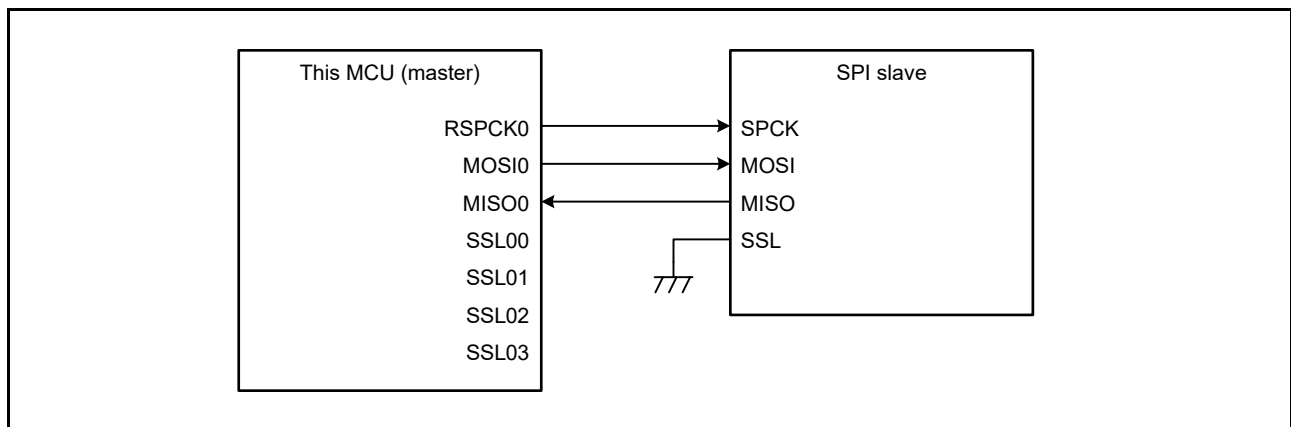 This MCU (master)
RSPCK0
MOSI0
MISO0
SSL00
SSL01
SSL02
SSL03
SPI slave
SPCK
MOSI
MISO
SSL